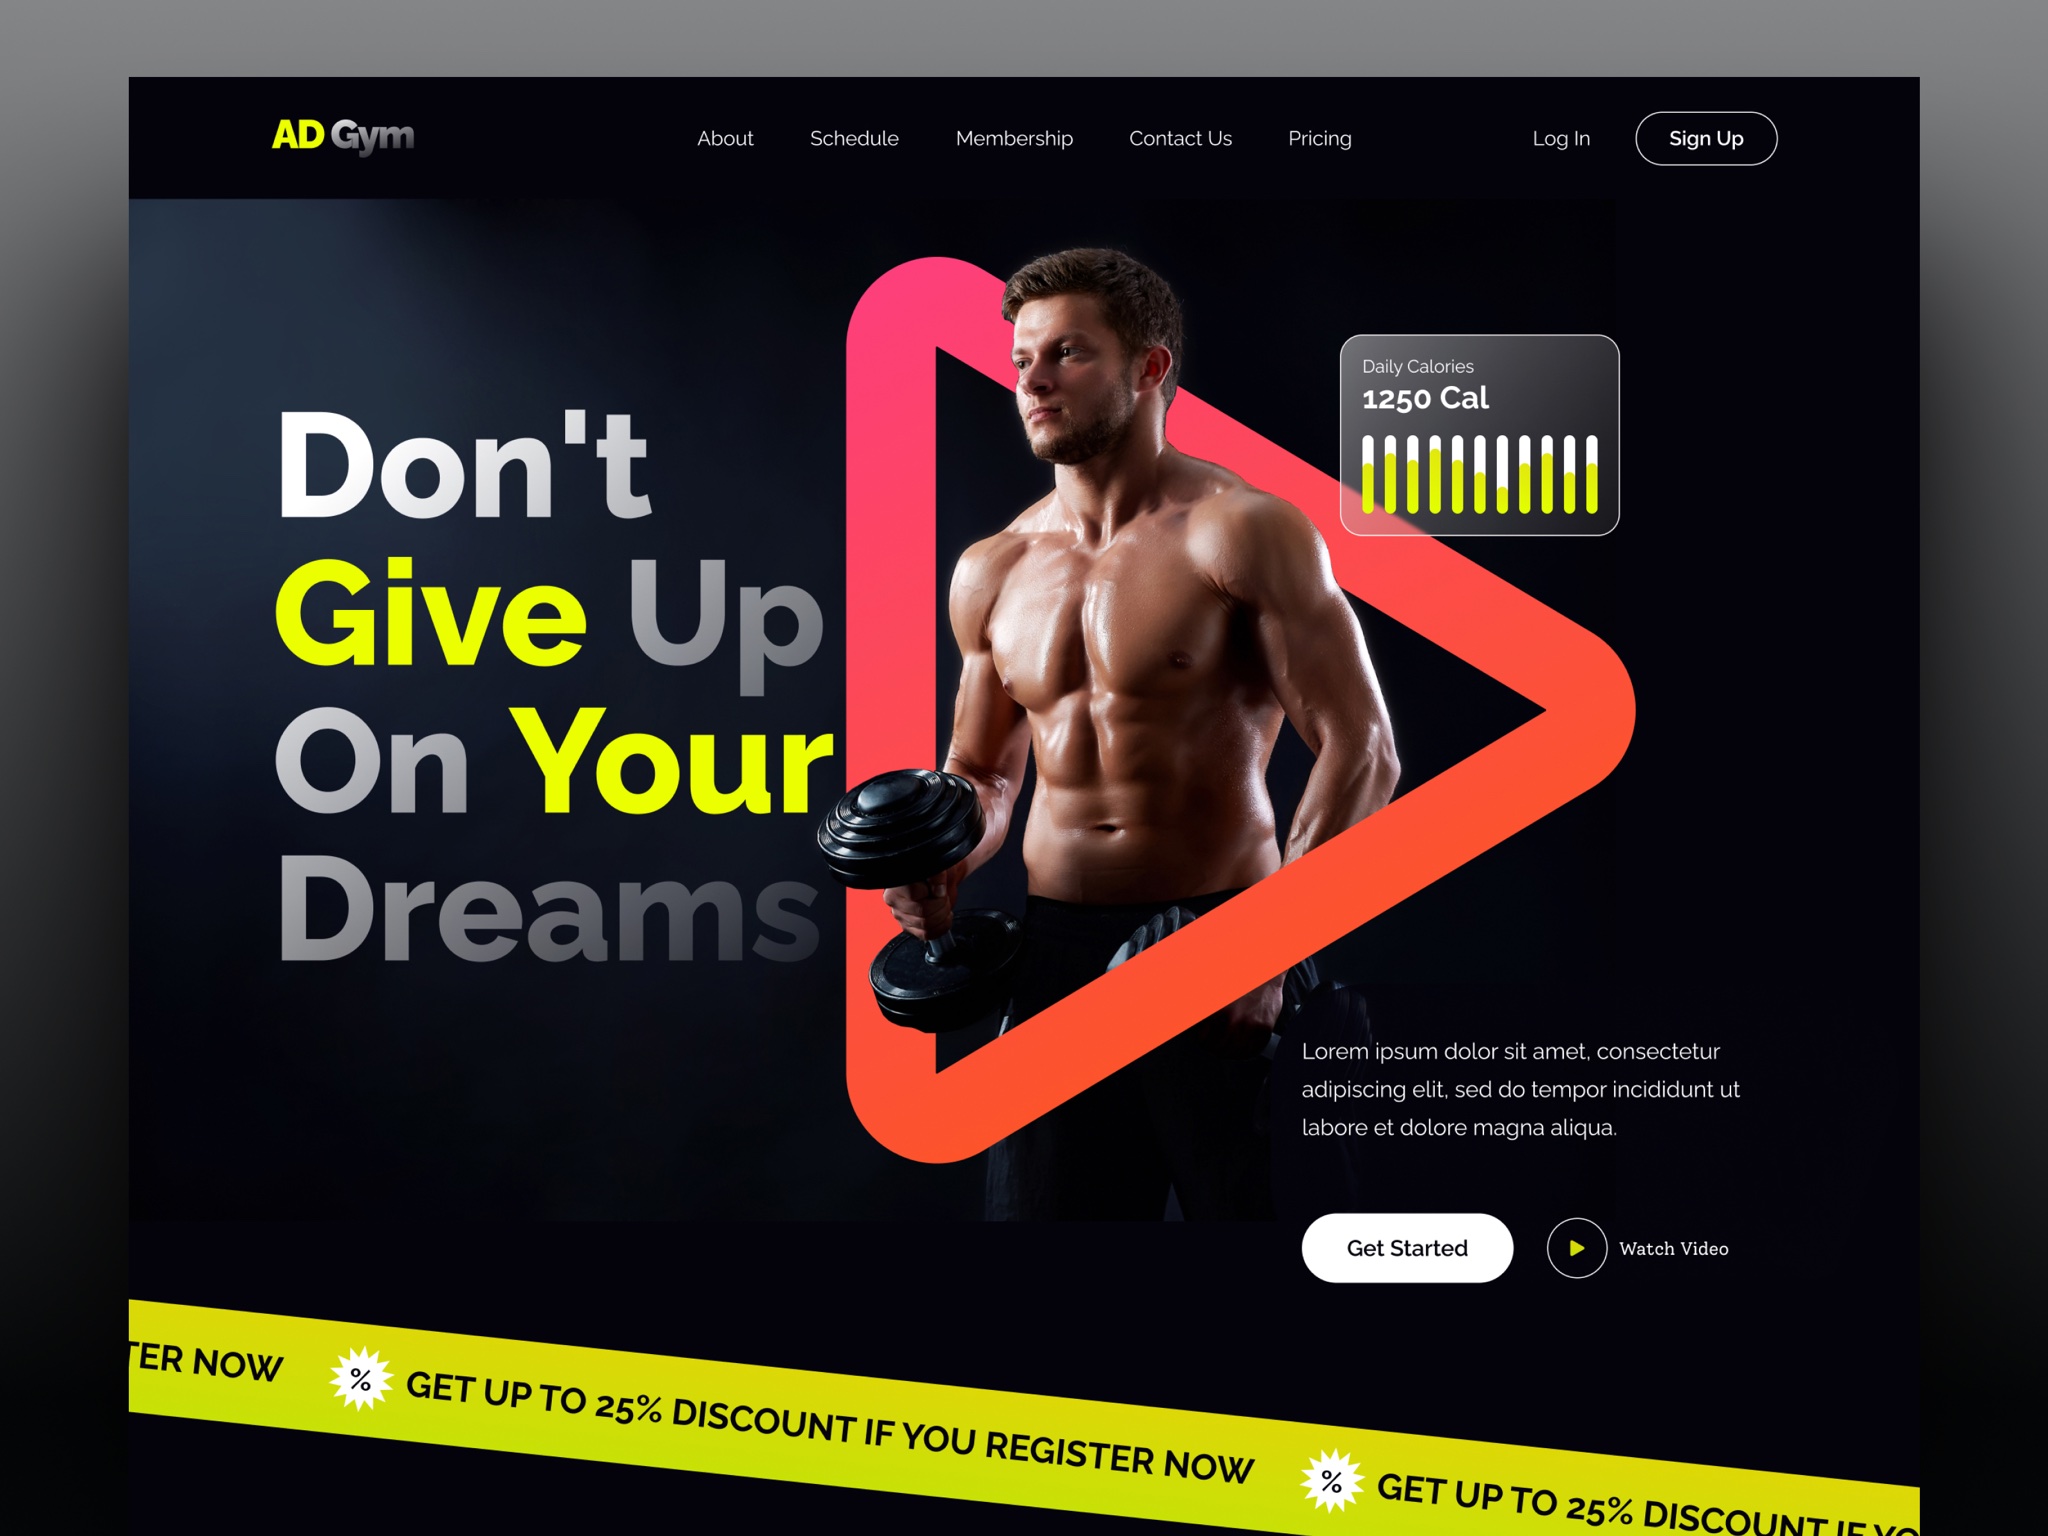 AD Gym
About Schedule Membership Contact Us Pricing Log In Sign Up
Don't
Give Up
On Your
Dreams
Daily Calories
1250 Cal
Lorem ipsum dolor sit amet, consectetur
adipiscing elit, sed do tempor incididunt ut
labore et dolore magna aliqua.
Get Started Watch Video
TER NOW % GET UP TO 25% DISCOUNT IF YOU REGISTER NOW % GET UP TO 25% DISCOUNT IF YO